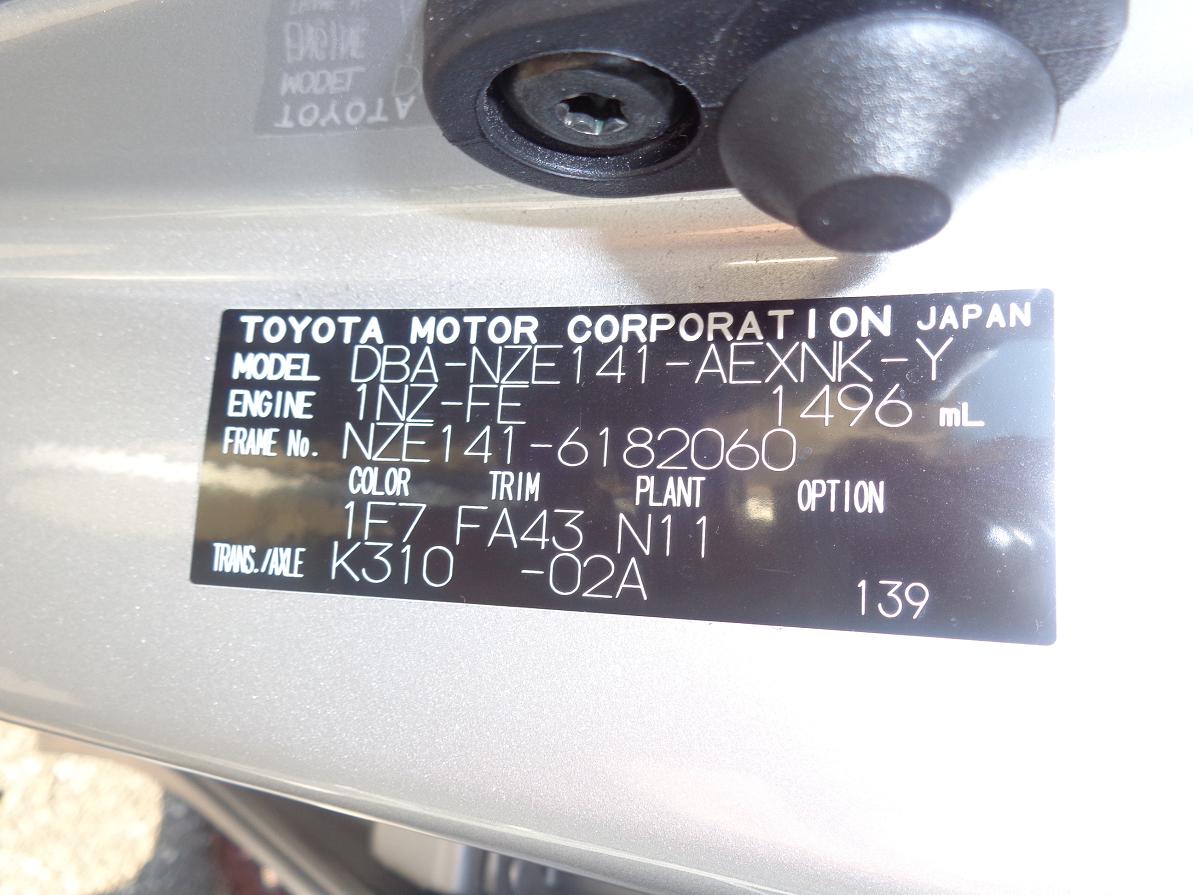 TOYOTA MOTOR CORPORATION JAPAN
MODEL DBA-NZE141-AEXNK-Y
ENGINE 1NZ-FE 1496 mL
FRAME No. NZE141-6182060
COLOR TRIM PLANT OPTION
1F7 FA43 N11
TRANS./AXLE K310 -02A
139